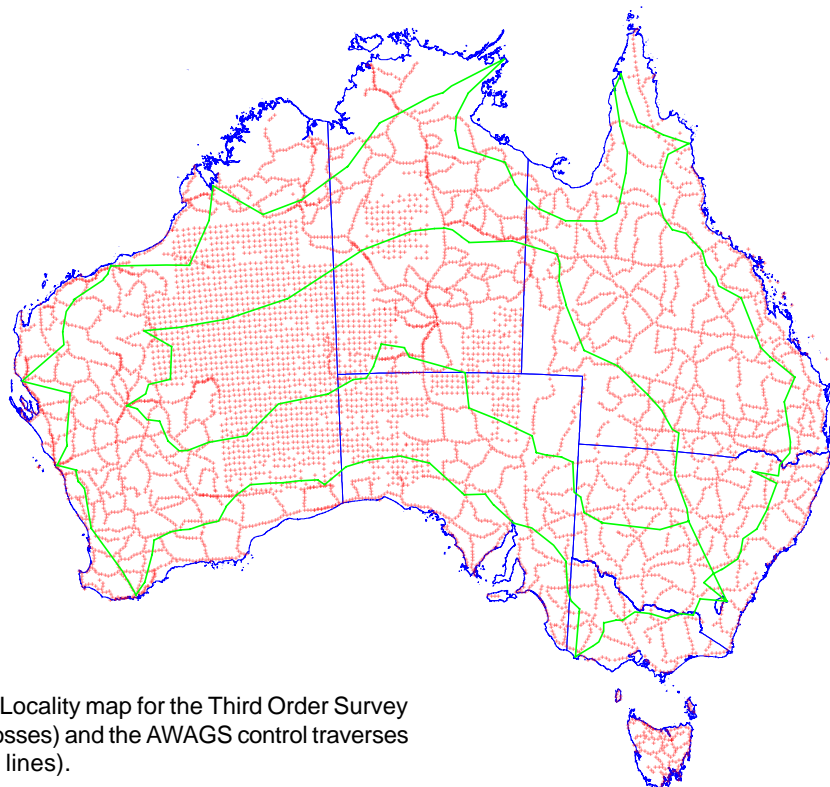 Locality map for the Third Order Survey
osses) and the AWAGS control traverses
lines).